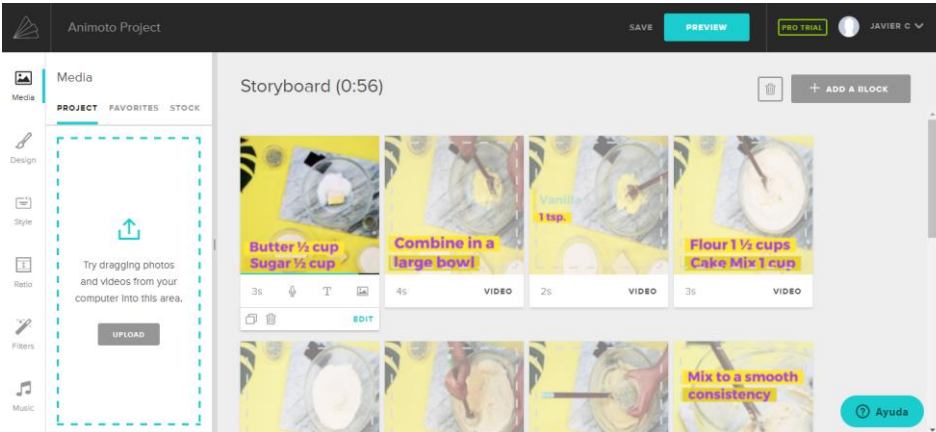 Animoto Project
SAVE
PREVIEW
PRO TRIAL
JAVIER C
Media
Design
Style
Ratio
Filters
Music
Media
PROJECT FAVORITES STOCK
Try dragging photos
and videos from your
computer into this area.
UPLOAD
Storyboard (0:56)
+ ADD A BLOCK
Butter ½ cup
Sugar ½ cup
3s T
EDIT
Combine in a
large bowl
4s VIDEO
Vanilla
1 tsp.
2s VIDEO
Flour 1 ½ cups
Cake Mix 1 cup
3s VIDEO
Mix to a smooth
consistency
Ayuda